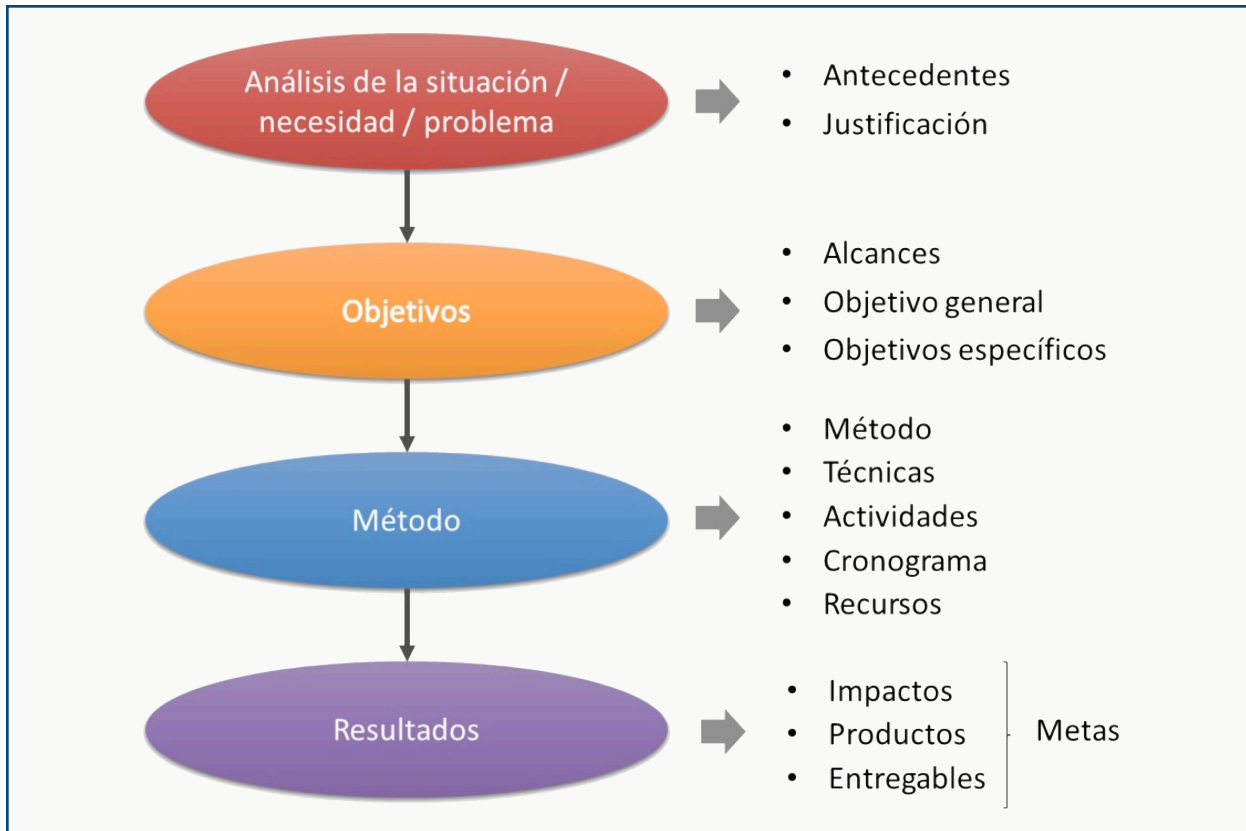 Análisis de la situación /
necesidad / problema
• Antecedentes
• Justificación
Objetivos
• Alcances
• Objetivo general
• Objetivos específicos
Método
• Método
• Técnicas
• Actividades
• Cronograma
• Recursos
Resultados
• Impactos
• Productos
• Entregables
Metas